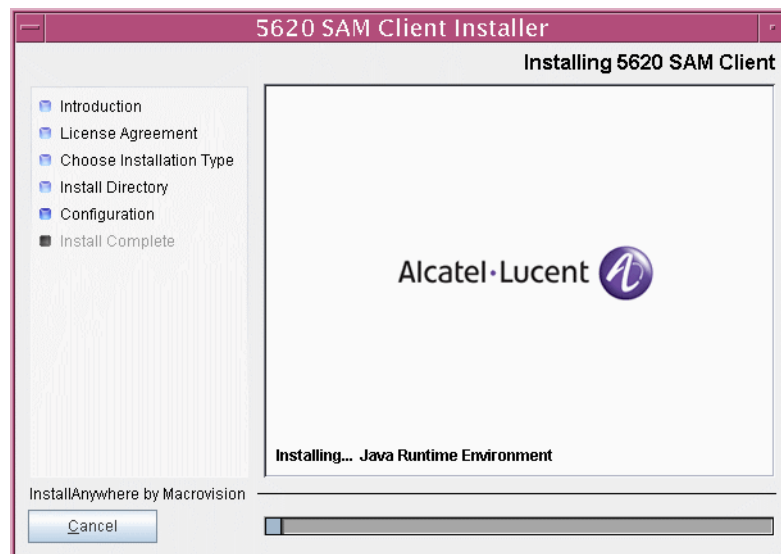 5620 SAM Client Installer
Installing 5620 SAM Client
Introduction
License Agreement
Choose Installation Type
Install Directory
Configuration
Install Complete
Alcatel·Lucent
Installing... Java Runtime Environment
InstallAnywhere by Macrovision
Cancel